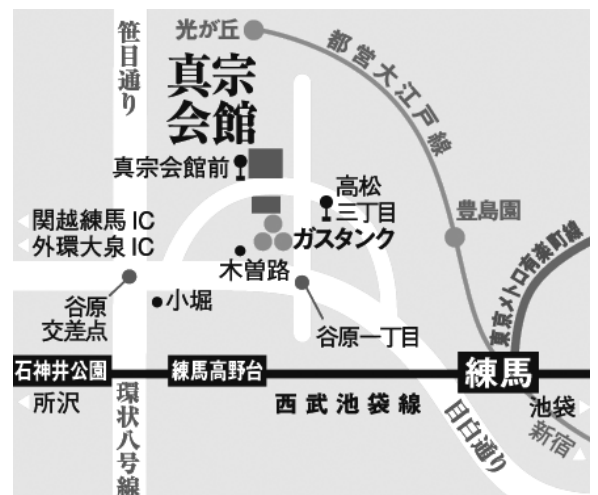 光が丘
笹目通り
都営大江戸線
真宗
会館
真宗会館前
高松
三丁目
豊島園
関越練馬 IC
外環大泉 IC
ガスタンク
木曽路
東京メトロ有楽町線
谷原
交差点
小堀
谷原一丁目
石神井公園
練馬高野台
練馬
所沢
環状八号線
西武池袋線
目白通り
池袋
新宿